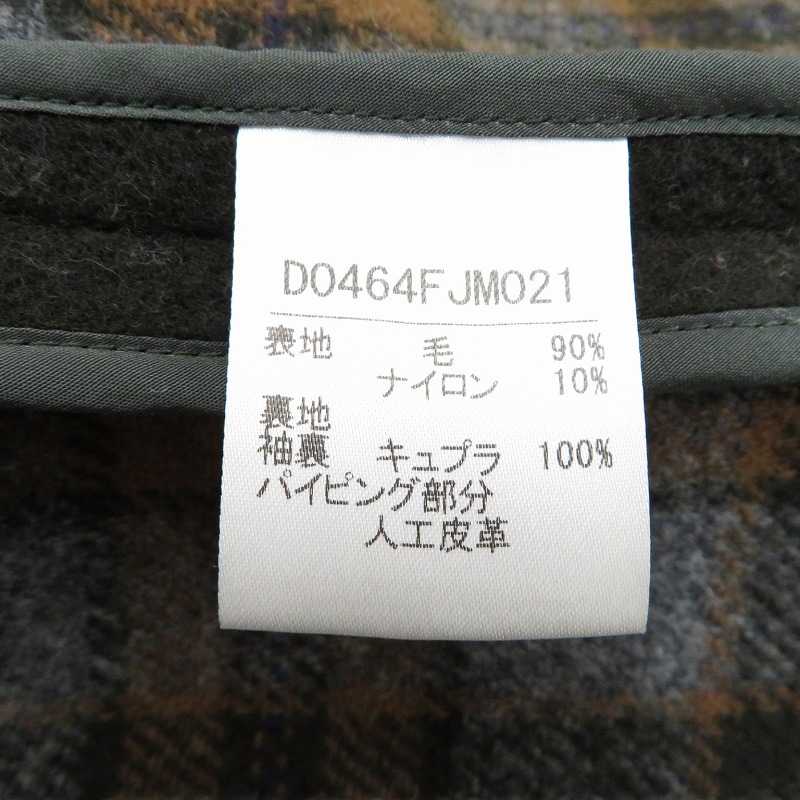 D0464FJM021
表地 毛 90%
ナイロン 10%
裏地
袖裏 キュプラ 100%
パイピング部分
人工皮革